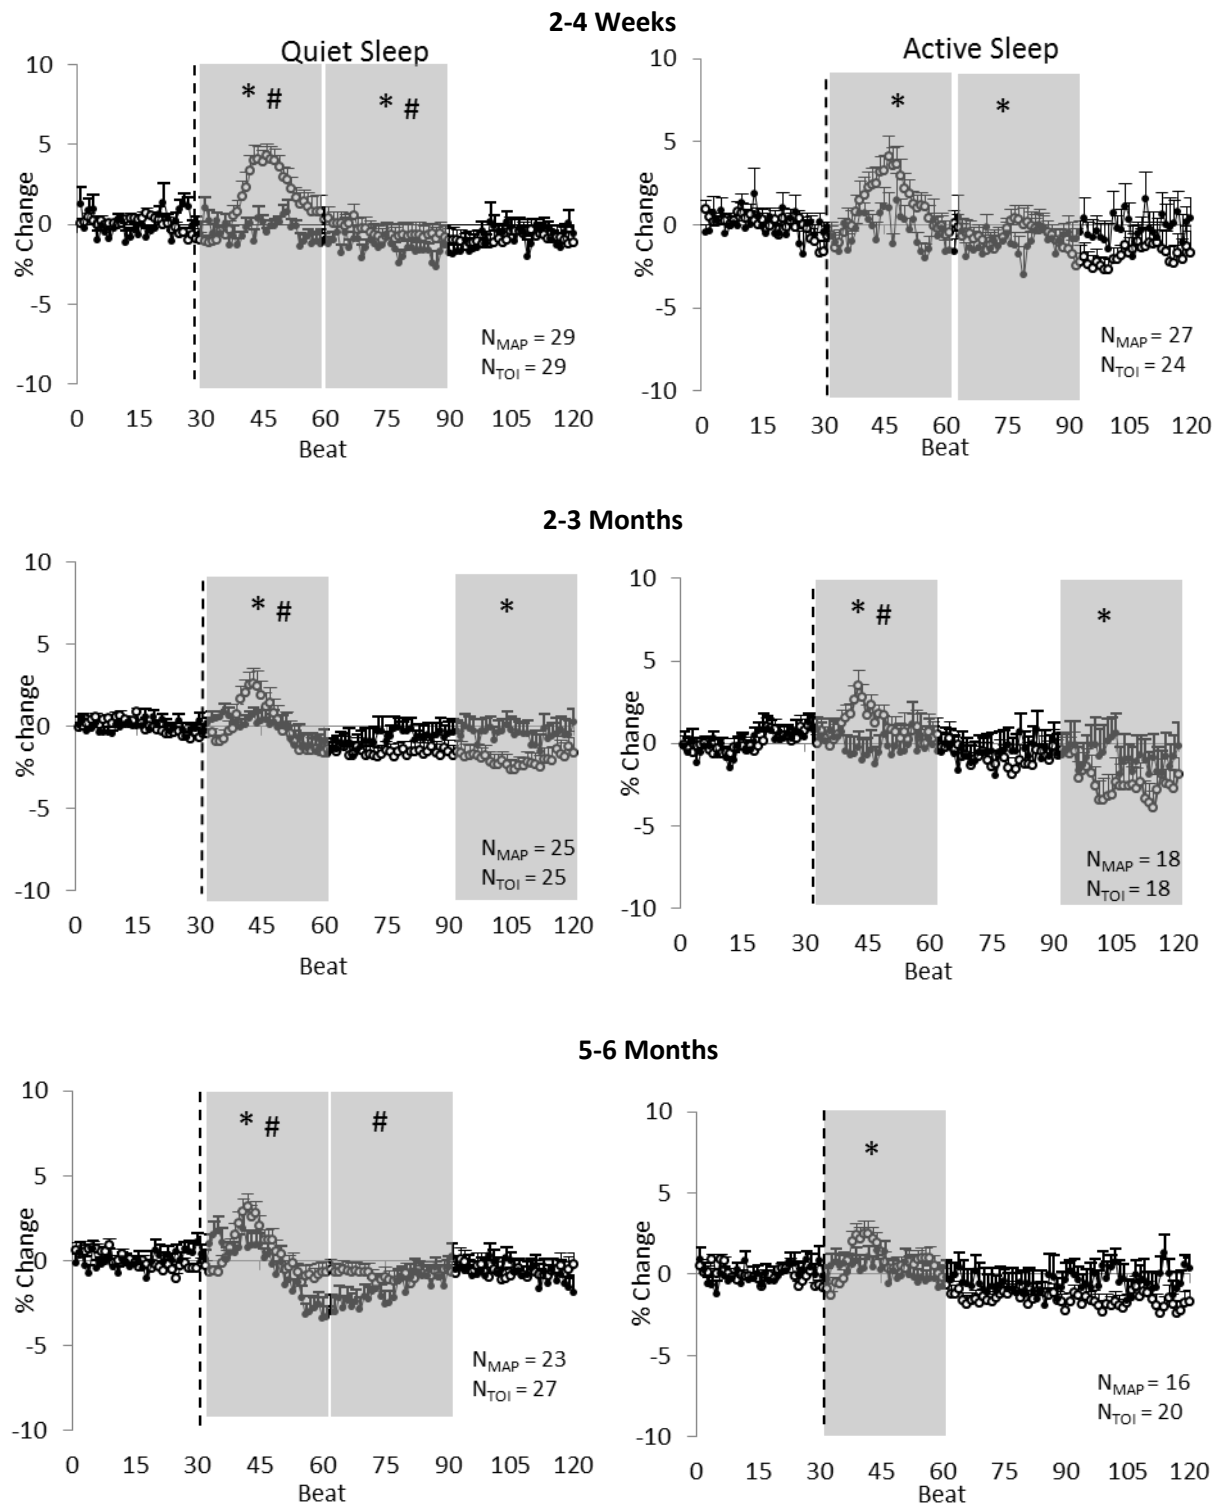 2-4 Weeks
Quiet Sleep
Active Sleep
% Change
10
5
0
-5
-10
* #
* #
N_MAP = 29
N_TOI = 29
0 15 30 45 60 75 90 105 120
Beat
% Change
10
5
0
-5
-10
*
*
N_MAP = 27
N_TOI = 24
0 15 30 45 60 75 90 105 120
Beat
2-3 Months
% change
10
5
0
-5
-10
* #
*
N_MAP = 25
N_TOI = 25
0 15 30 45 60 75 90 105 120
Beat
% Change
10
5
0
-5
-10
* #
*
N_MAP = 18
N_TOI = 18
0 15 30 45 60 75 90 105 120
Beat
5-6 Months
% Change
10
5
0
-5
-10
* #
#
N_MAP = 23
N_TOI = 27
0 15 30 45 60 75 90 105 120
Beat
% Change
10
5
0
-5
-10
*
N_MAP = 16
N_TOI = 20
0 15 30 45 60 75 90 105 120
Beat